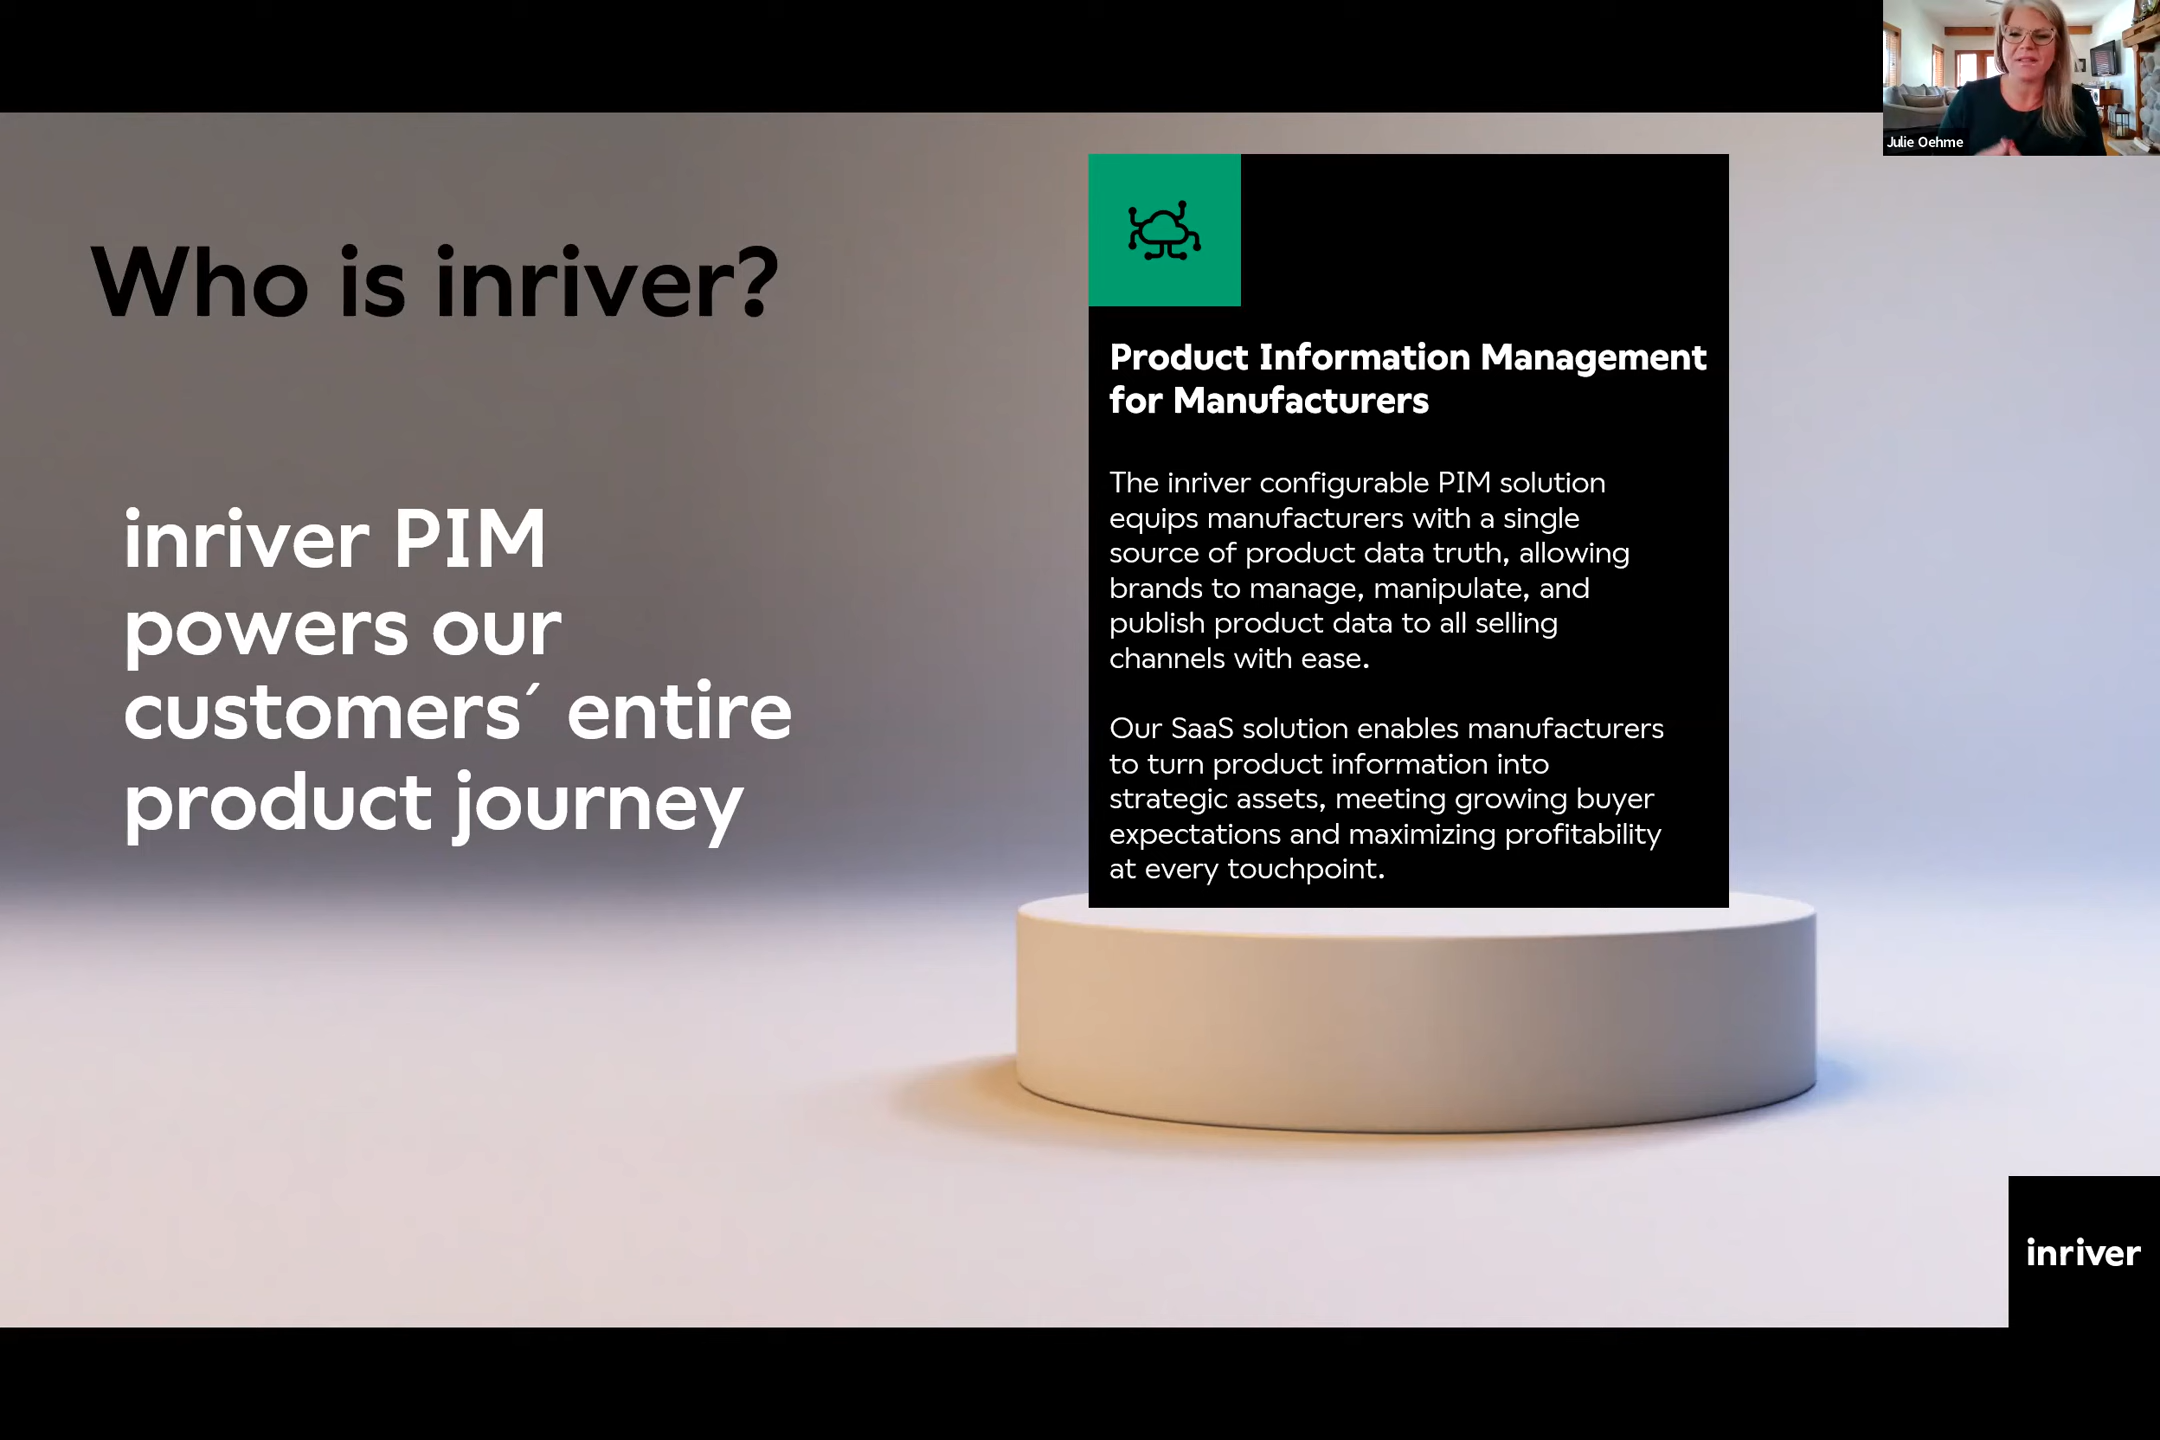 Julie Oehme
Who is inriver?
inriver PIM
powers our
customers´ entire
product journey
Product Information Management
for Manufacturers
The inriver configurable PIM solution
equips manufacturers with a single
source of product data truth, allowing
brands to manage, manipulate, and
publish product data to all selling
channels with ease.
Our SaaS solution enables manufacturers
to turn product information into
strategic assets, meeting growing buyer
expectations and maximizing profitability
at every touchpoint.
inriver